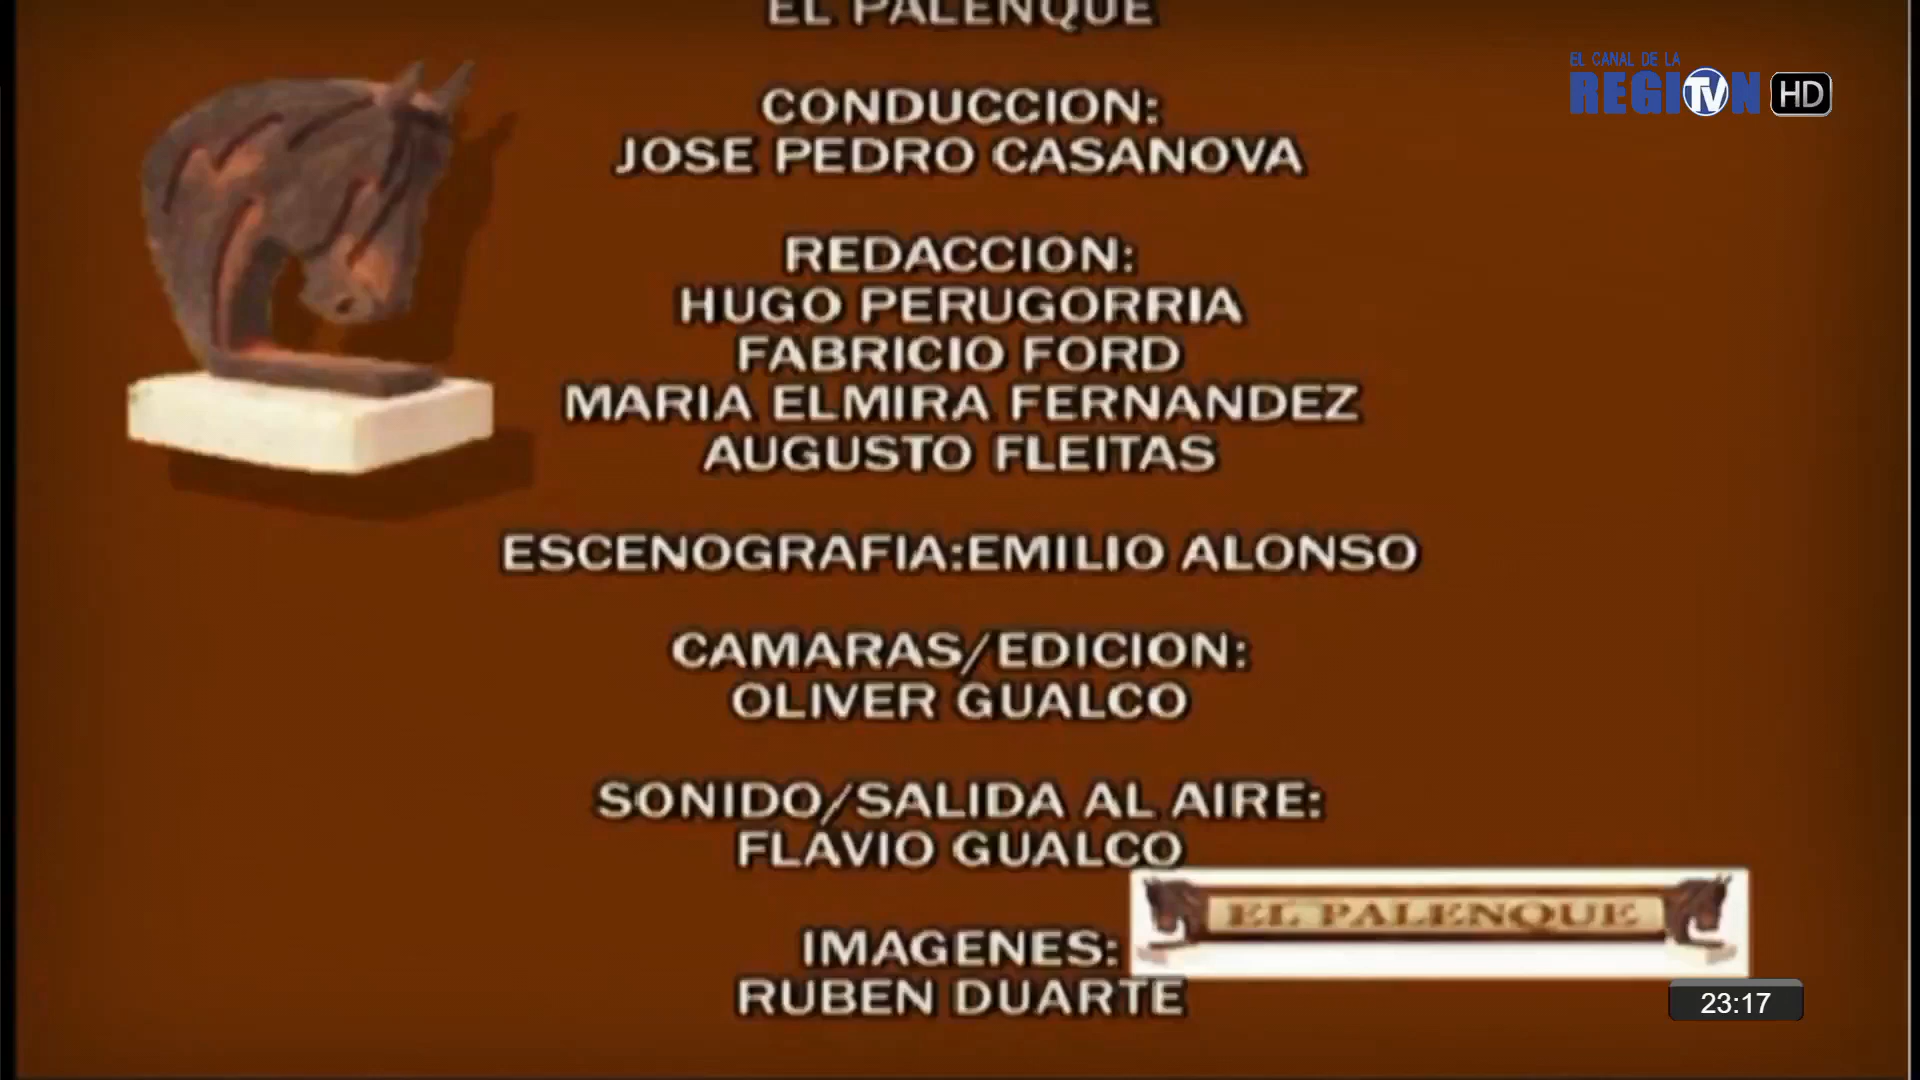 EL PALENQUE
EL CANAL DE LA
REGITVN HD
CONDUCCION:
JOSE PEDRO CASANOVA
REDACCION:
HUGO PERUGORRIA
FABRICIO FORD
MARIA ELMIRA FERNANDEZ
AUGUSTO FLEITAS
ESCENOGRAFIA:EMILIO ALONSO
CAMARAS/EDICION:
OLIVER GUALCO
SONIDO/SALIDA AL AIRE:
FLAVIO GUALCO
EL PALENQUE
IMAGENES:
RUBEN DUARTE
23:17